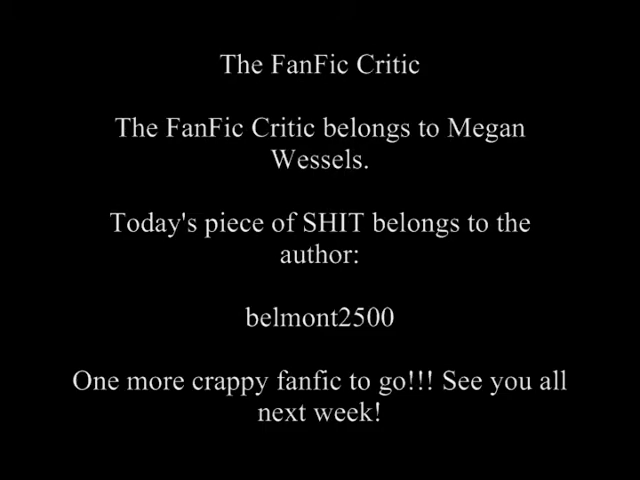 The FanFic Critic
The FanFic Critic belongs to Megan
Wessels.
Today's piece of SHIT belongs to the
author:
belmont2500
One more crappy fanfic to go!!! See you all
next week!